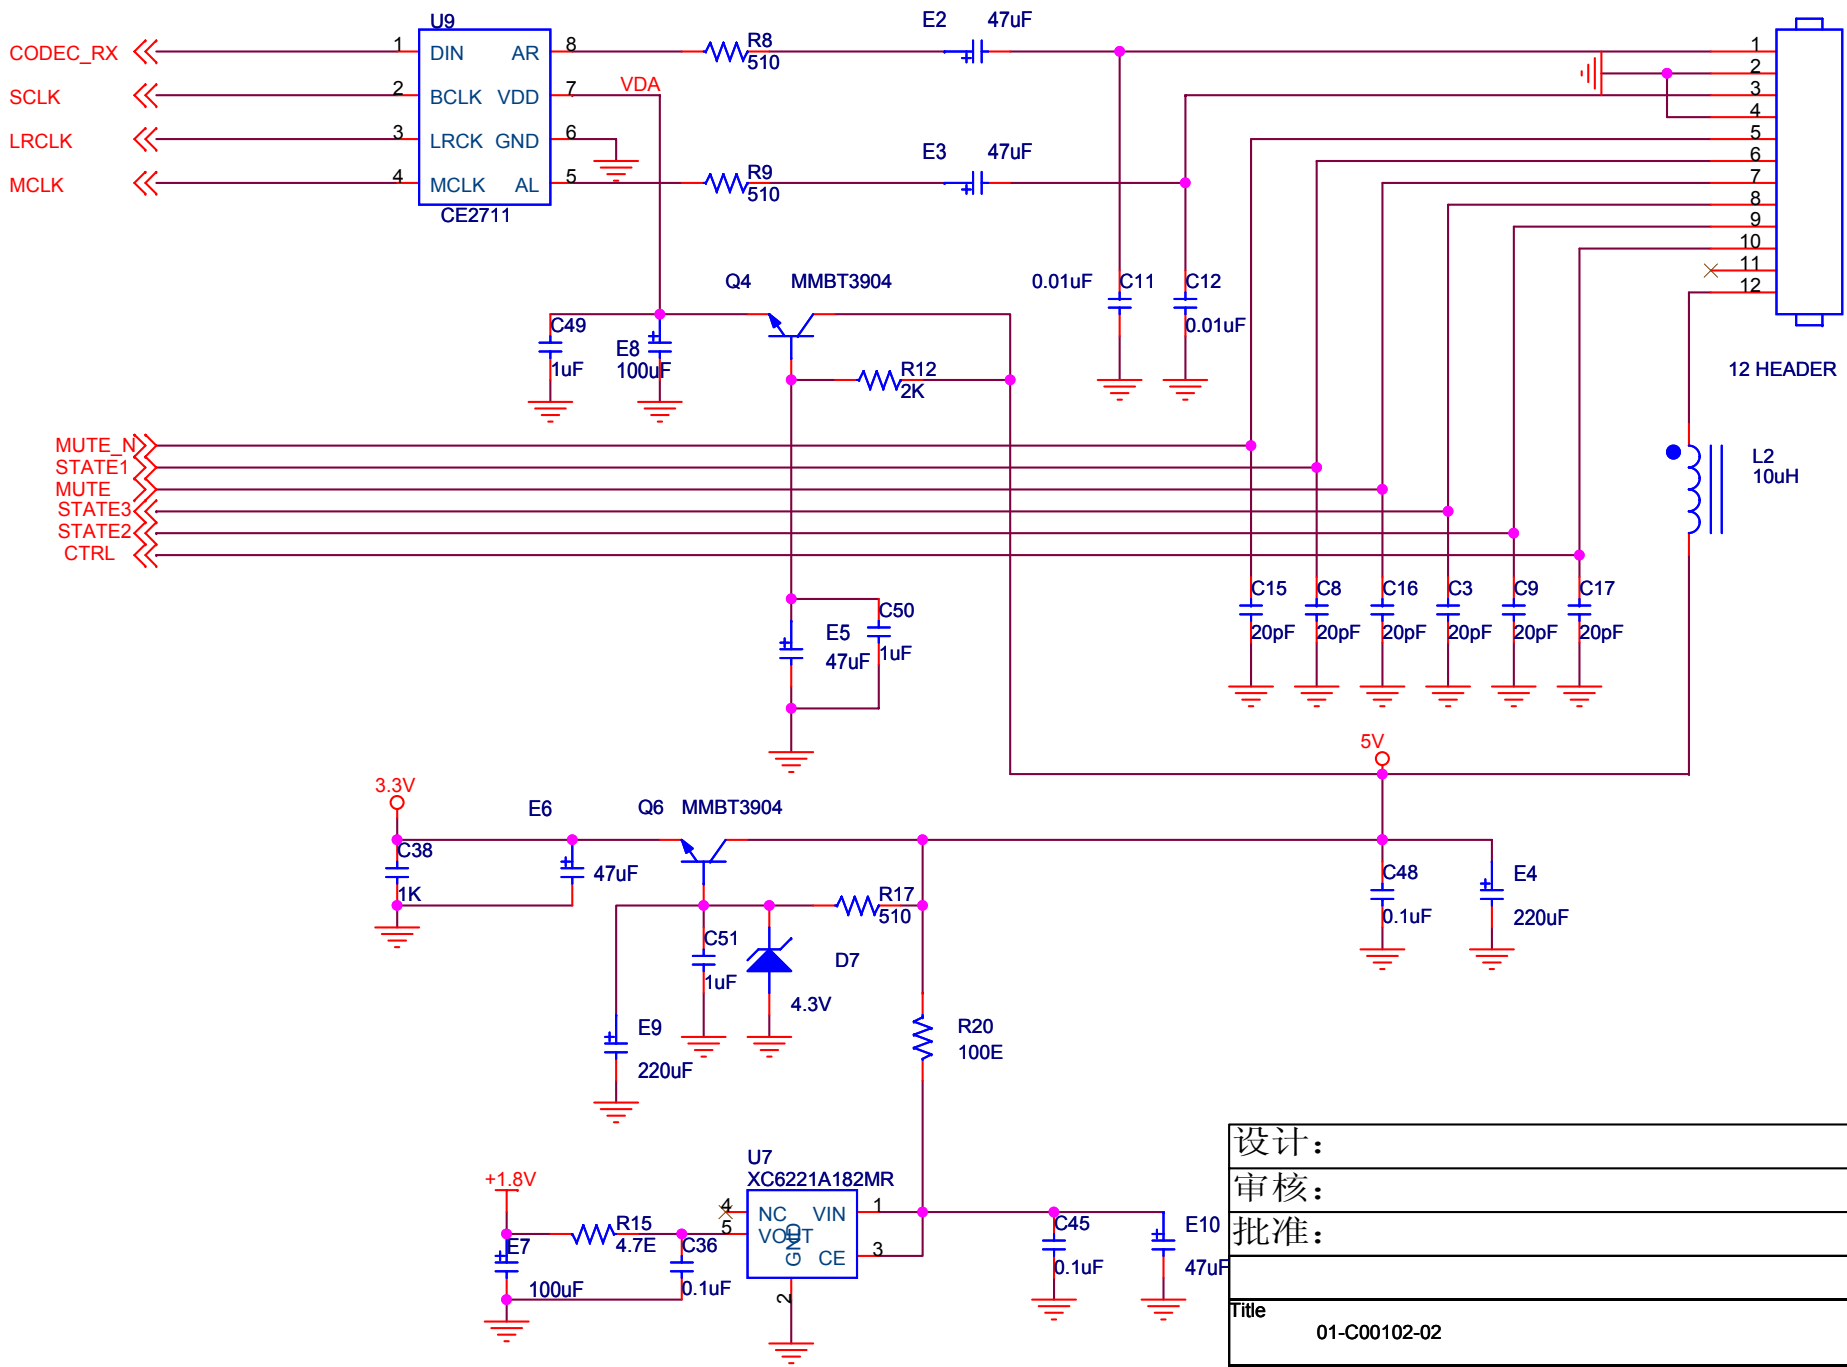 U9
E2 47uF
CODEC_RX 1 DIN AR 8 R8 510
SCLK 2 BCLK VDD 7 VDA
LRCLK 3 LRCK GND 6
MCLK 4 MCLK AL 5 R9 510
E3 47uF
CE2711
1
2
3
4
5
6
7
8
9
10
11
12
12 HEADER
Q4 MMBT3904
0.01uF C11
C12
0.01uF
C49
1uF
E8
100uF
R12
2K
MUTE_N
STATE1
MUTE
STATE3
STATE2
CTRL
L2
10uH
C15 C8 C16 C3 C9 C17
20pF 20pF 20pF 20pF 20pF 20pF
E5
47uF
C50
1uF
5V
3.3V
E6
47uF
Q6 MMBT3904
C38
1K
R17
510
C48
0.1uF
E4
220uF
C51
1uF
D7
4.3V
E9
220uF
R20
100E
U7
XC6221A182MR
+1.8V
4 NC VIN 1
5 VOUT GND CE 3
2
R15
4.7E
E7
100uF
C36
0.1uF
C45
0.1uF
E10
47uF
设计：
审核：
批准：
Title
01-C00102-02